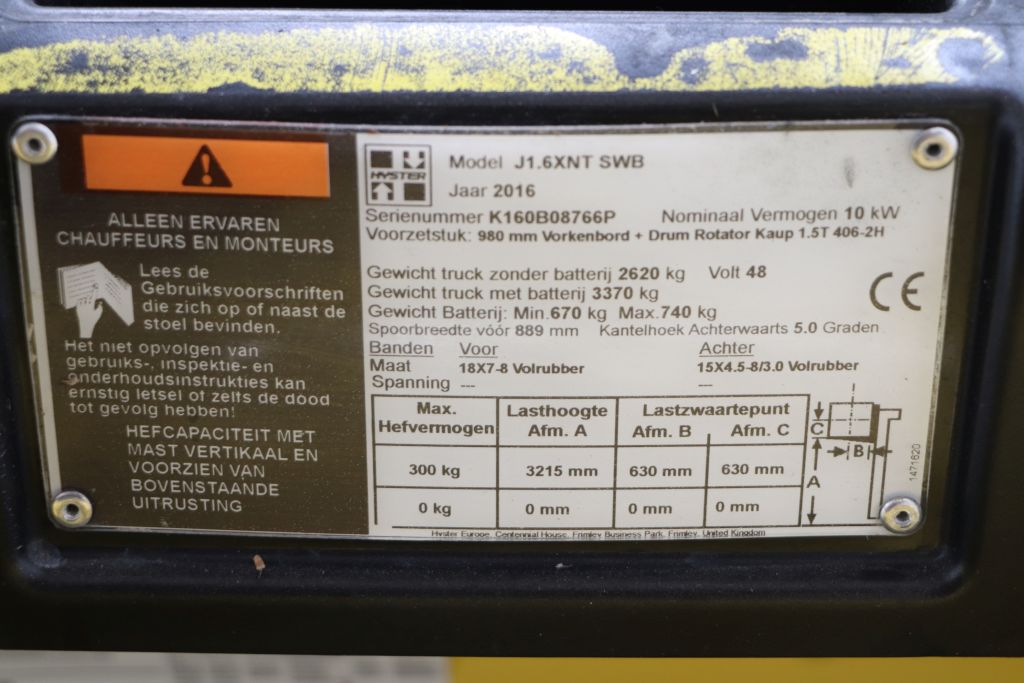 ALLEEN ERVAREN
CHAUFFEURS EN MONTEURS
Lees de
Gebruiksvoorschriften
die zich op of naast de
stoel bevinden.
Het niet opvolgen van
gebruiks-, inspektie- en
onderhoudsinstrukties kan
ernstig letsel of zelfs de dood
tot gevolg hebben!
HEFCAPACITEIT MET
MAST VERTIKAAL EN
VOORZIEN VAN
BOVENSTAANDE
UITRUSTING
HYSTER
Model J1.6XNT SWB
Jaar 2016
Serienummer K160B08766P Nominaal Vermogen 10 kW
Voorzetstuk: 980 mm Vorkenbord + Drum Rotator Kaup 1.5T 406-2H
Gewicht truck zonder batterij 2620 kg Volt 48
Gewicht truck met batterij 3370 kg
Gewicht Batterij: Min.670 kg Max.740 kg
Spoorbreedte vóór 889 mm Kantelhoek Achterwaarts 5.0 Graden
CE
Banden Voor Achter
Maat 18X7-8 Volrubber 15X4.5-8/3.0 Volrubber
Spanning --- ---
Max. Hefvermogen Lasthoogte Afm. A Lastzwaartepunt Afm. B Afm. C
300 kg 3215 mm 630 mm 630 mm
0 kg 0 mm 0 mm 0 mm
C
B
A
1471620
Hyster Europe, Centennial House, Frimley Business Park, Frimley, United Kingdom